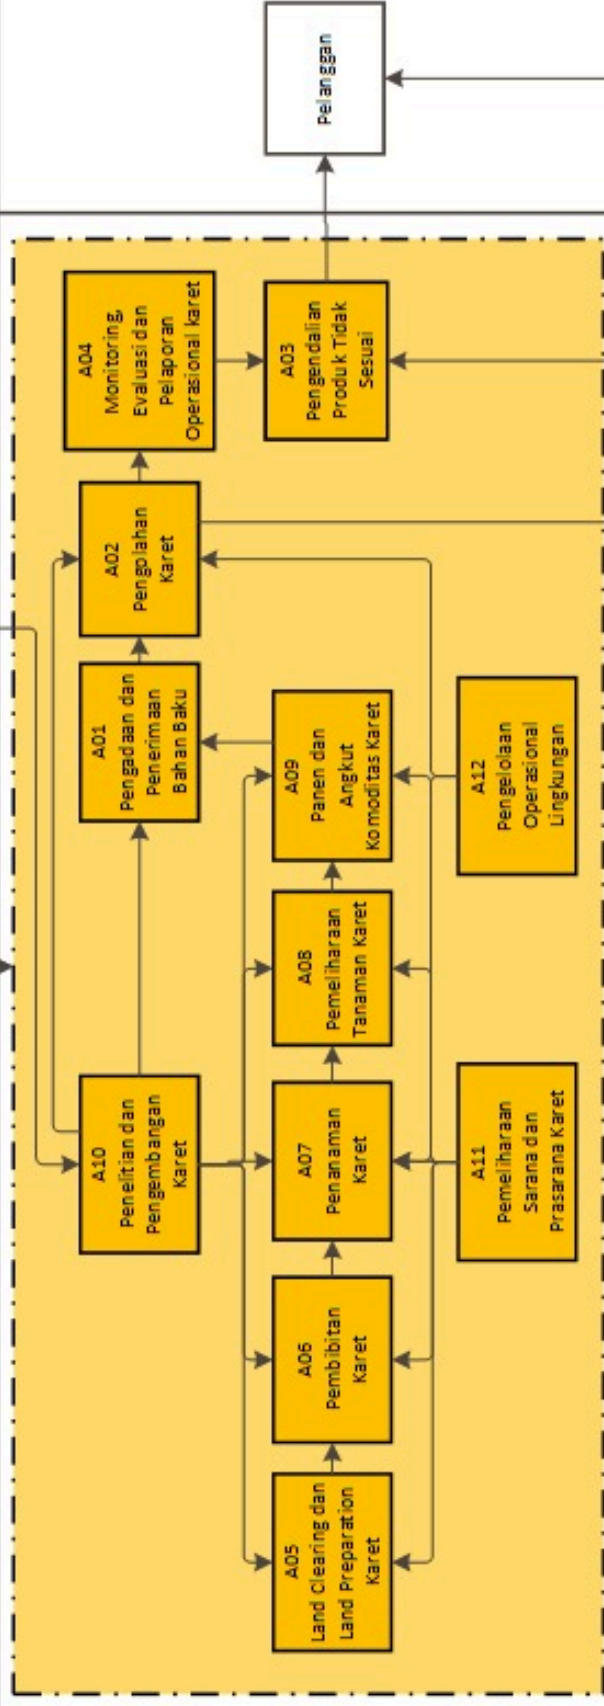 Pelanggan
A04
Monitoring,
Evaluasi dan
Pelaporan
Operasional karet
A03
Pengendalian
Produk Tidak
Sesuai
A02
Pengolahan
Karet
A01
Pengadaan dan
Penerimaan
Bahan Baku
A10
Penelitian dan
Pengembangan
Karet
A05
Land Clearing dan
Land Preparation
Karet
A06
Pembibitan
Karet
A07
Penanaman
Karet
A08
Pemeliharaan
Tanaman Karet
A09
Panen dan
Angkut
Komoditas Karet
A11
Pemeliharaan
Sarana dan
Prasarana Karet
A12
Pengelolaan
Operasional
Lingkungan